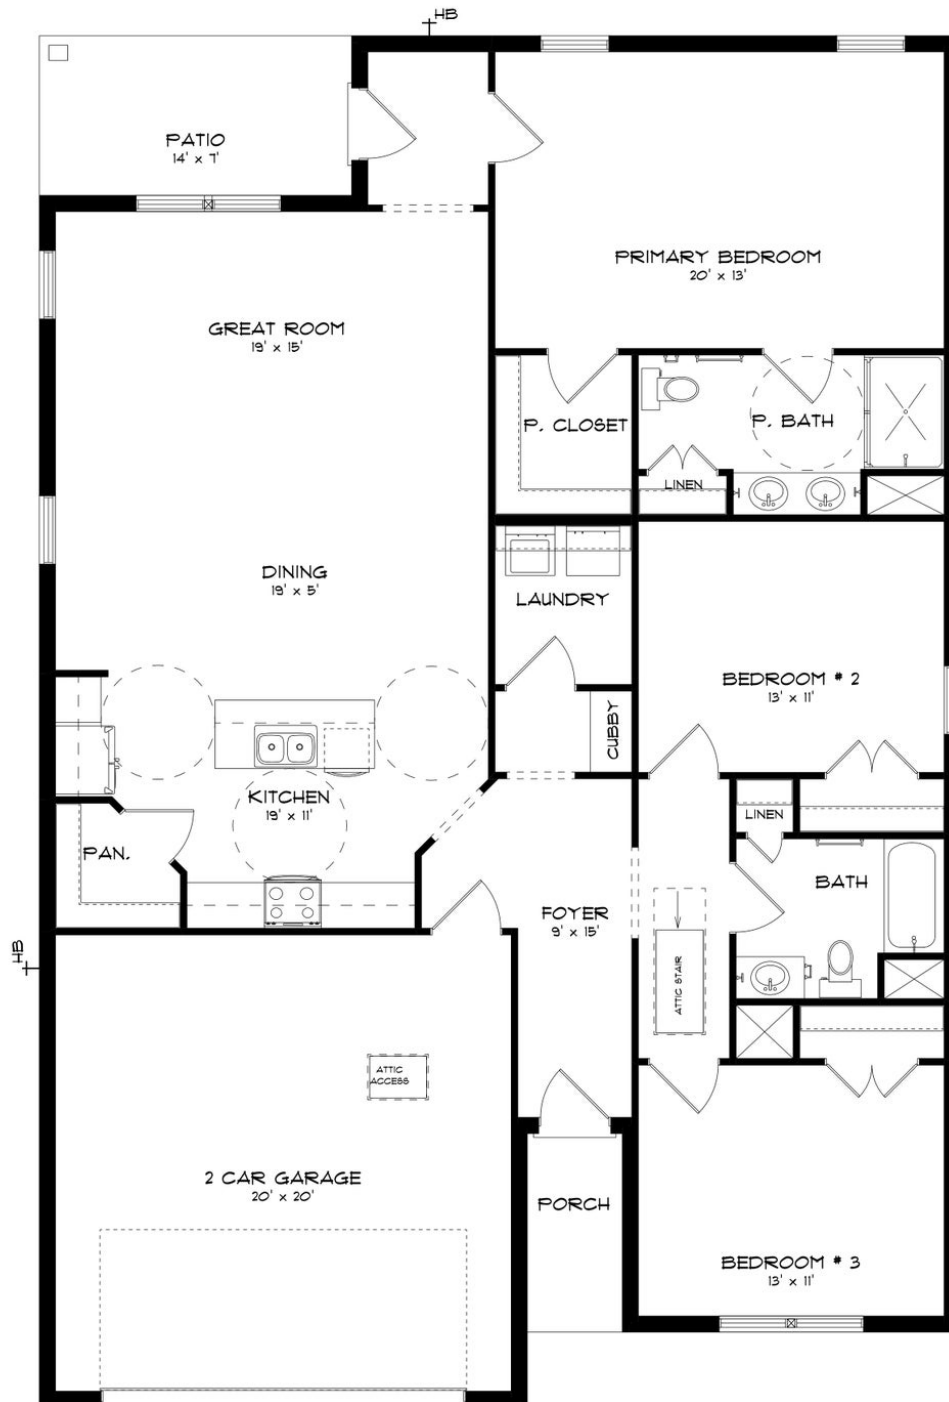 HB
PATIO
14' x 7'
PRIMARY BEDROOM
20' x 13'
GREAT ROOM
19' x 15'
P. CLOSET
P. BATH
LINEN
DINING
19' x 5'
LAUNDRY
BEDROOM # 2
13' x 11'
CUBBY
KITCHEN
19' x 11'
LINEN
PAN.
BATH
FOYER
9' x 15'
HB
ATTIC STAIR
ATTIC
ACCESS
2 CAR GARAGE
20' x 20'
PORCH
BEDROOM # 3
13' x 11'